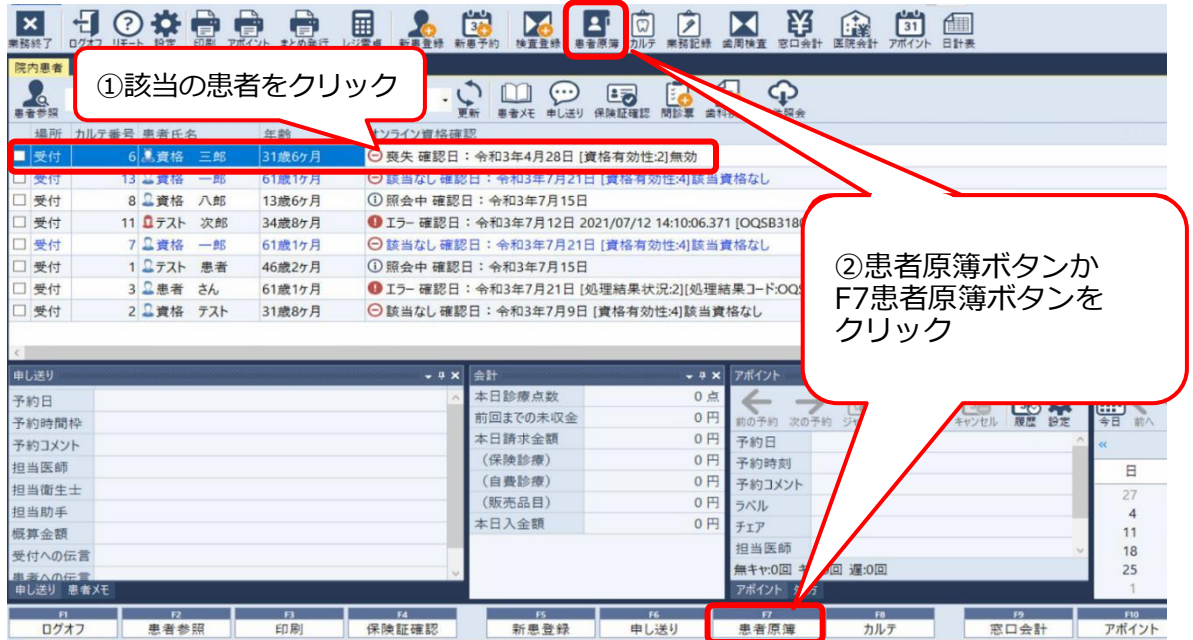 業務終了 ログオフ リモート 設定 印刷 アポイント まとめ発行 レジ電卓 新患登録 新患予約 検査登録 患者原簿 カルテ 業務記録 歯周検査 窓口会計 医院会計 アポイント 日計表
院内患者
①該当の患者をクリック
患者参照 更新 患者メモ 申し送り 保険証確認 問診票
場所 カルテ番号 患者氏名 年齢 オンライン資格確認
受付 6 資格 三郎 31歳6ヶ月 喪失 確認日：令和3年4月28日 [資格有効性:2]無効
受付 13 資格 一郎 61歳1ヶ月 該当なし 確認日：令和3年7月21日 [資格有効性:4]該当資格なし
受付 8 資格 八郎 13歳6ヶ月 照会中 確認日：令和3年7月15日
受付 11 テスト 次郎 34歳8ヶ月 エラー 確認日：令和3年7月12日 2021/07/12 14:10:06.371 [OQSB3180
受付 7 資格 一郎 61歳1ヶ月 該当なし 確認日：令和3年7月21日 [資格有効性:4]該当資格なし
受付 1 テスト 患者 46歳2ヶ月 照会中 確認日：令和3年7月15日
受付 3 患者 さん 61歳1ヶ月 エラー 確認日：令和3年7月21日 [処理結果状況:2][処理結果コード:OQS
受付 2 資格 テスト 31歳8ヶ月 該当なし 確認日：令和3年7月9日 [資格有効性:4]該当資格なし
②患者原簿ボタンか
F7患者原簿ボタンを
クリック
申し送り
予約日
予約時間枠
予約コメント
担当医師
担当衛生士
担当助手
概算金額
受付への伝言
患者への伝言
申し送り 患者メモ
会計
本日診療点数 0 点
前回までの未収金 0 円
本日請求金額 0 円
（保険診療） 0 円
（自費診療） 0 円
（販売品目） 0 円
本日入金額 0 円
アポイント
前の予約 次の予約 キャンセル 履歴 設定
予約日
予約時刻
予約コメント
ラベル
チェア
担当医師
無キャ:0回 遅:0回
アポイント
今日 前へ
«
日
27
4
11
18
25
1
F1 F2 F3 F4 F5 F6 F7 F8 F9 F10
ログオフ 患者参照 印刷 保険証確認 新患登録 申し送り 患者原簿 カルテ 窓口会計 アポイント